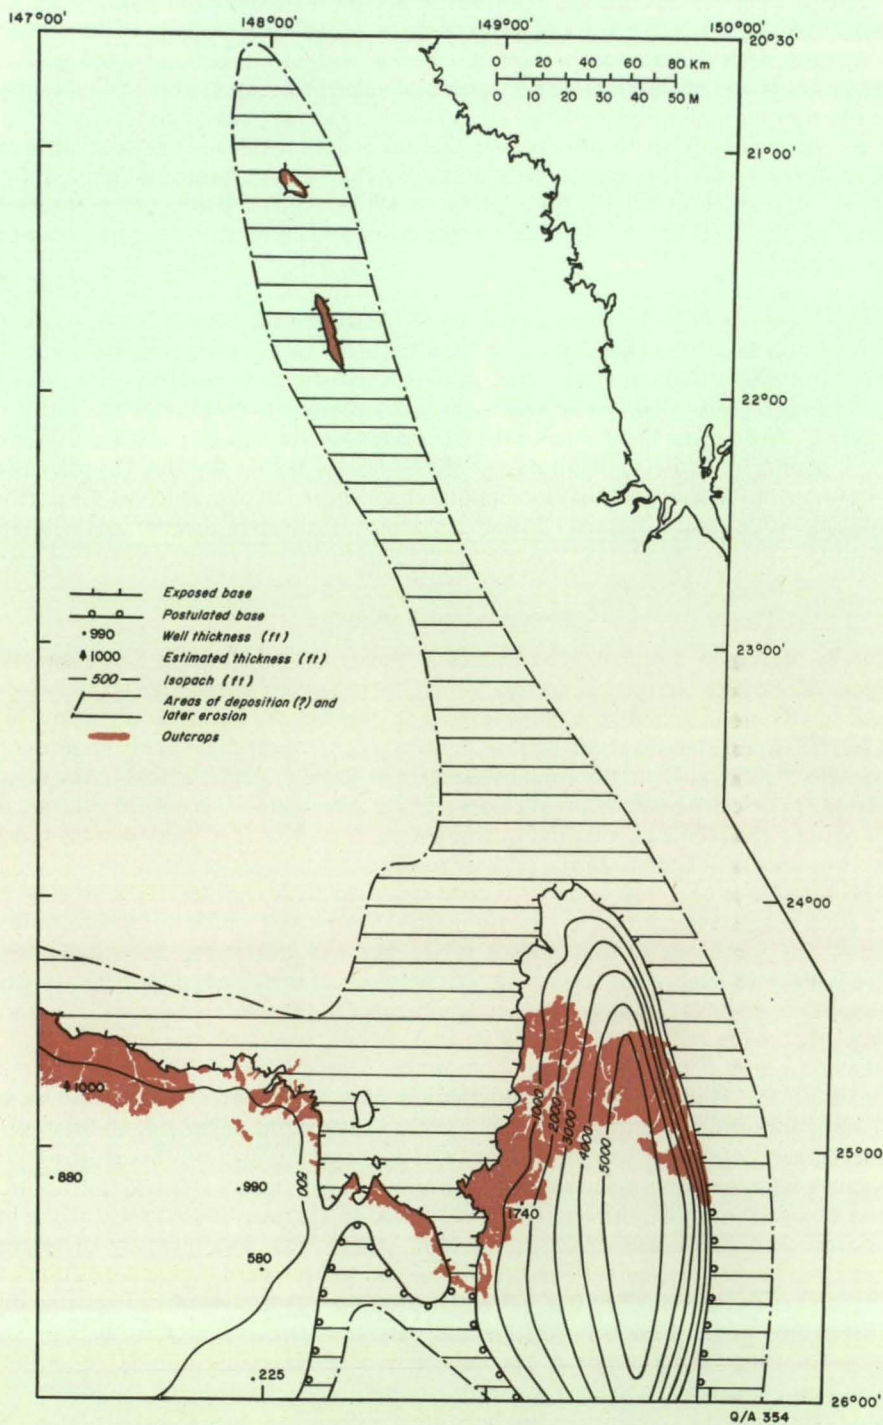 147°00' 148°00' 149°00' 150°00'
20°30'
0 20 40 60 80 Km
0 10 20 30 40 50 M
21°00'
22°00'
23°00'
Exposed base
Postulated base
·990 Well thickness (ft)
1000 Estimated thickness (ft)
500 Isopach (ft)
Areas of deposition (?) and
later erosion
Outcrops
24°00'
1000
1000
2000
3000
4000
5000
25°00'
·880
·990
500
1740
580
·225
26°00'
Q/A 354